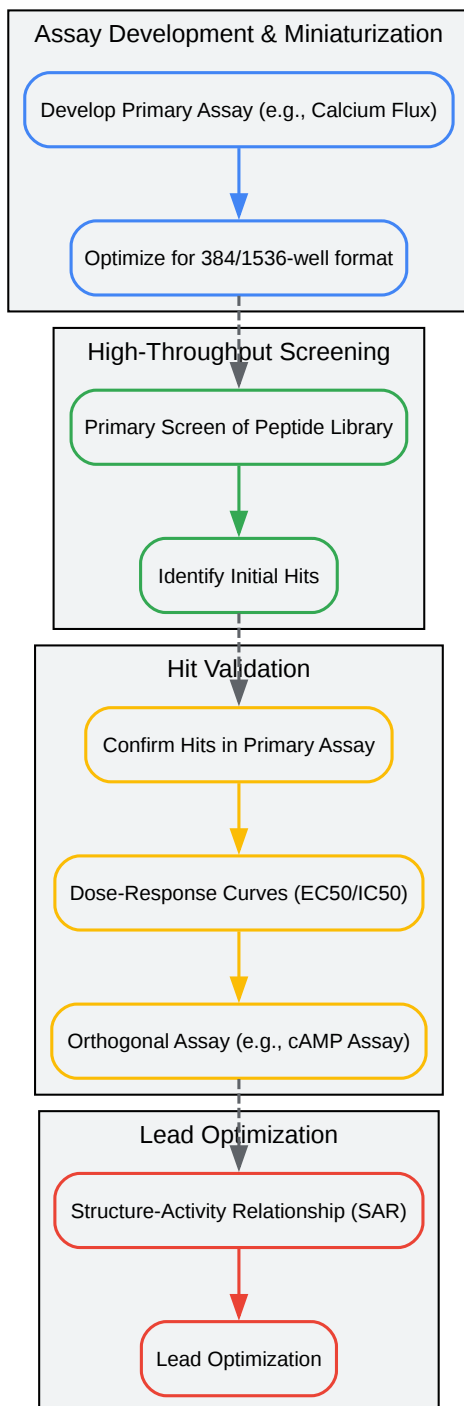 Assay Development & Miniaturization
Develop Primary Assay (e.g., Calcium Flux)
Optimize for 384/1536-well format
High-Throughput Screening
Primary Screen of Peptide Library
Identify Initial Hits
Hit Validation
Confirm Hits in Primary Assay
Dose-Response Curves (EC50/IC50)
Orthogonal Assay (e.g., cAMP Assay)
Lead Optimization
Structure-Activity Relationship (SAR)
Lead Optimization